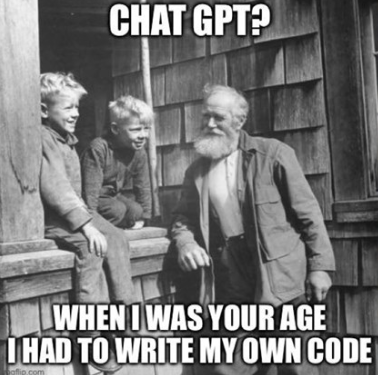 CHAT GPT?
WHEN I WAS YOUR AGE
I HAD TO WRITE MY OWN CODE
imgflip.com